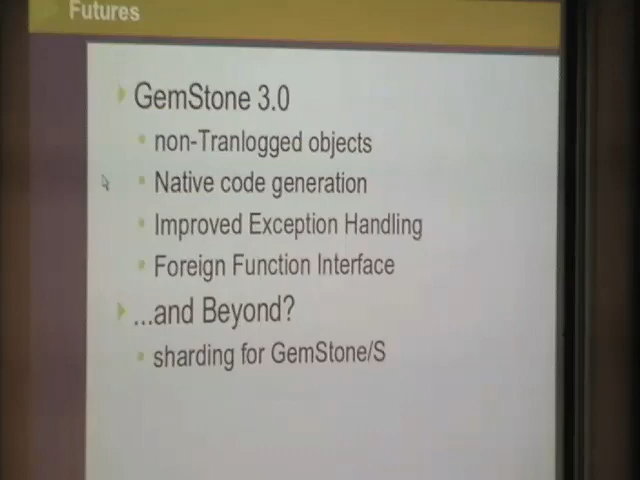 Futures
GemStone 3.0
non-Tranlogged objects
Native code generation
Improved Exception Handling
Foreign Function Interface
...and Beyond?
sharding for GemStone/S